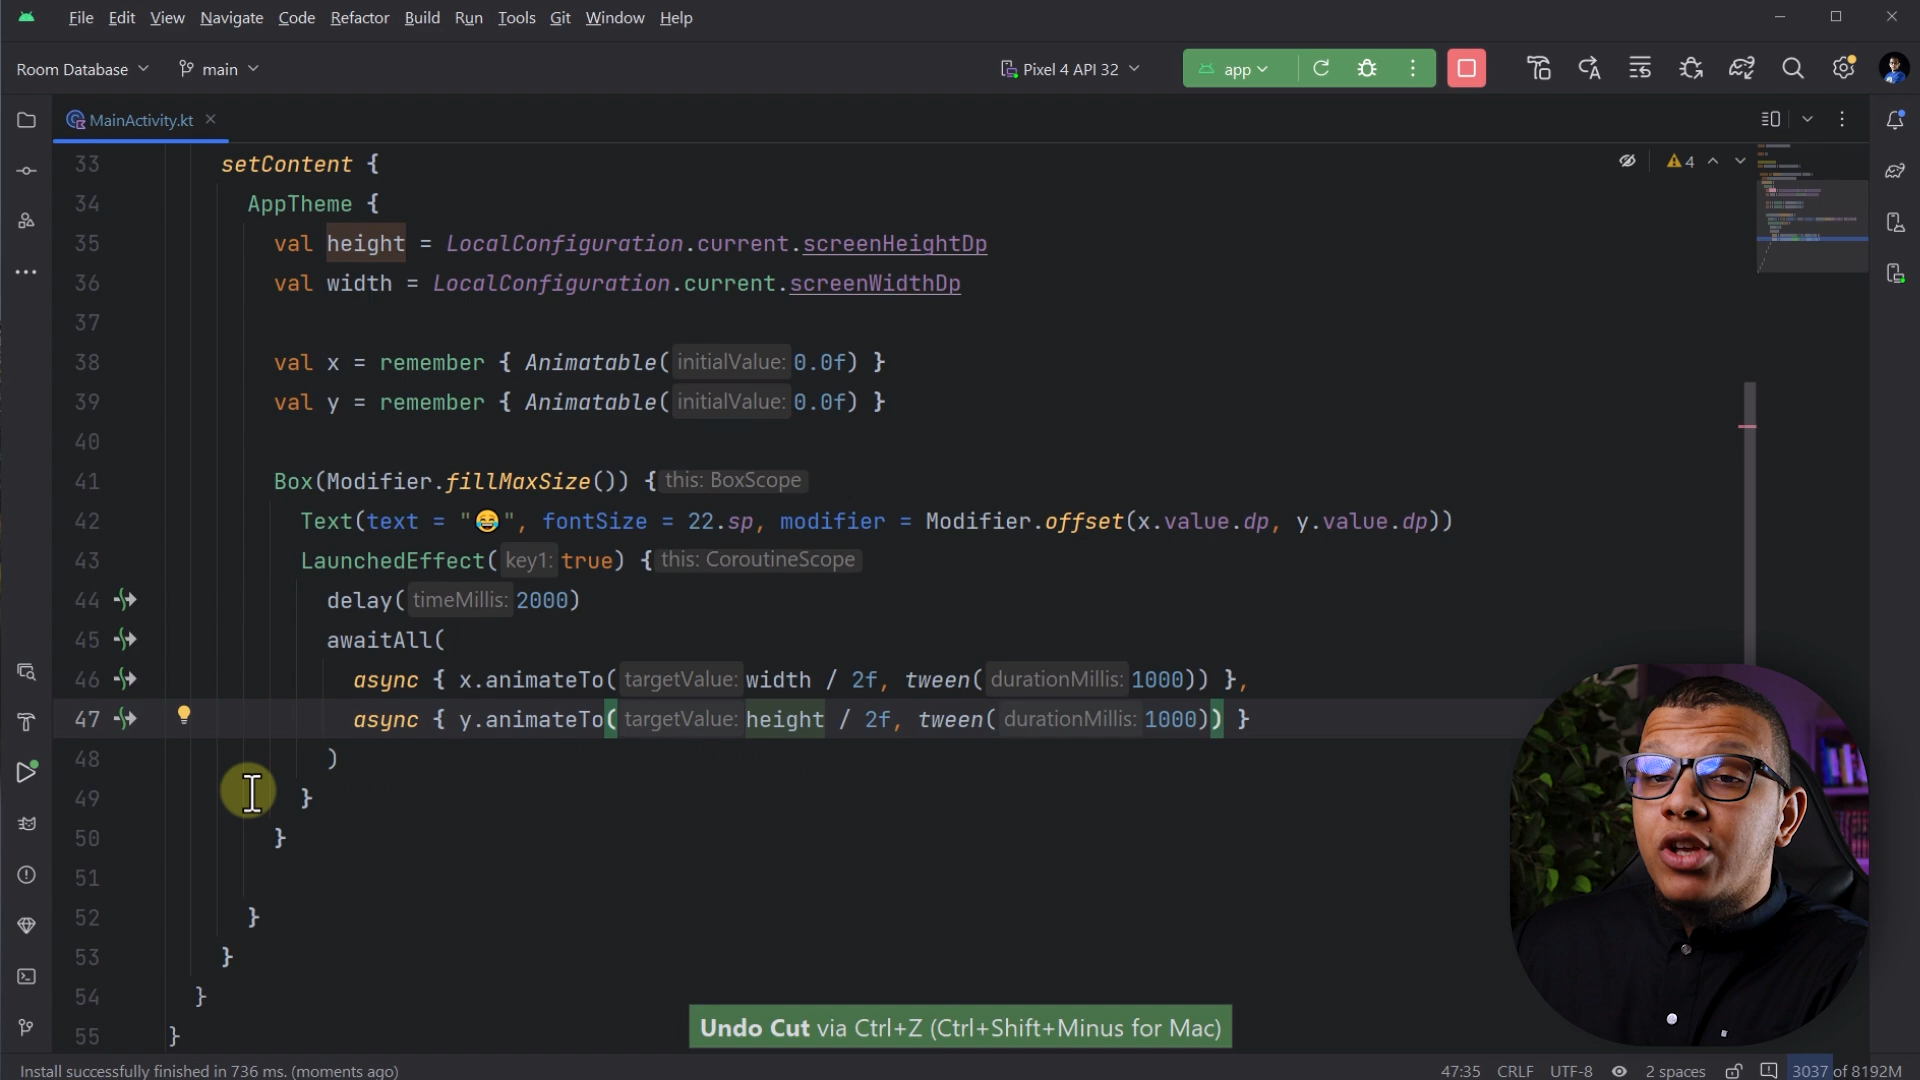 File Edit View Navigate Code Refactor Build Run Tools Git Window Help
Room Database main Pixel 4 API 32 app
MainActivity.kt
4
33 setContent {
34 AppTheme {
35 val height = LocalConfiguration.current.screenHeightDp
36 val width = LocalConfiguration.current.screenWidthDp
37
38 val x = remember { Animatable( initialValue: 0.0f) }
39 val y = remember { Animatable( initialValue: 0.0f) }
40
41 Box(Modifier.fillMaxSize()) { this: BoxScope
42 Text(text = "😂", fontSize = 22.sp, modifier = Modifier.offset(x.value.dp, y.value.dp))
43 LaunchedEffect( key1: true) { this: CoroutineScope
44 delay( timeMillis: 2000)
45 awaitAll(
46 async { x.animateTo( targetValue: width / 2f, tween( durationMillis: 1000)) },
47 async { y.animateTo( targetValue: height / 2f, tween( durationMillis: 1000)) }
48 )
49 }
50 }
51
52 }
53 }
54 }
55 }
Undo Cut via Ctrl+Z (Ctrl+Shift+Minus for Mac)
Install successfully finished in 736 ms. (moments ago) 47:35 CRLF UTF-8 2 spaces 3037 of 8192M